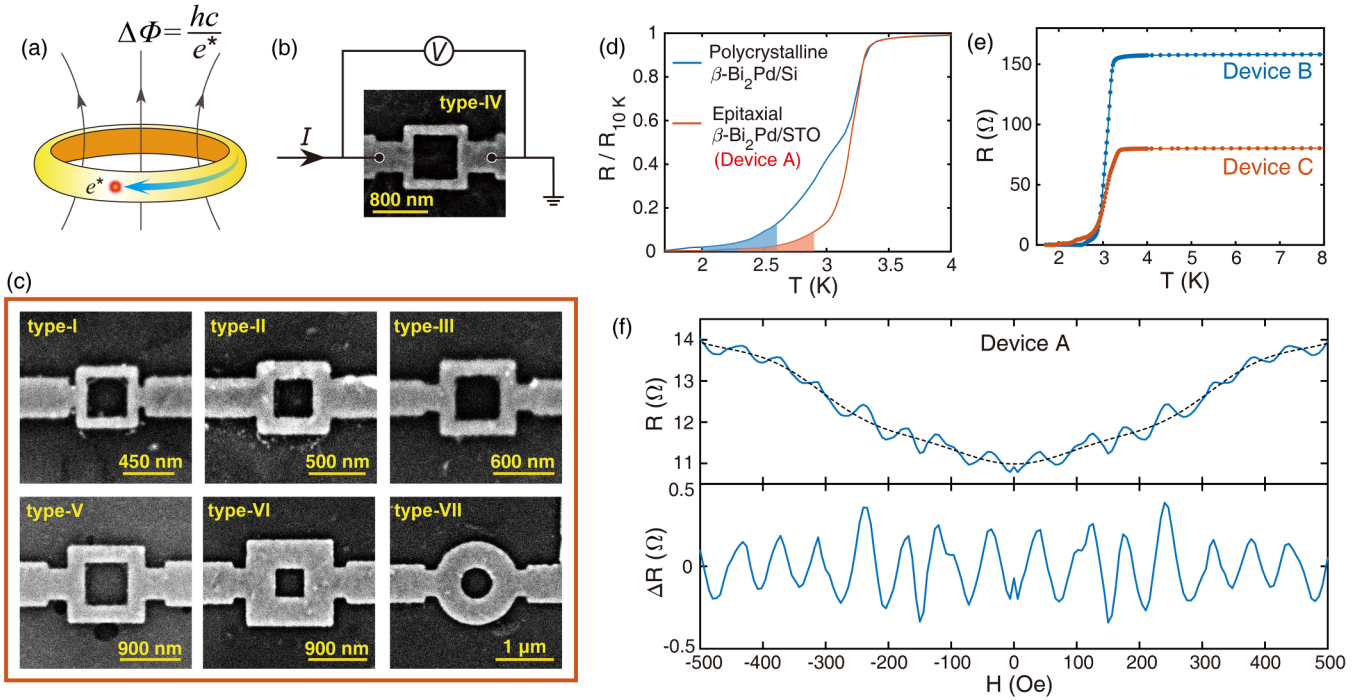 (a)
ΔΦ = hc
e*
e*
(b)
V
I
type-IV
800 nm
(c)
type-I
450 nm
type-II
500 nm
type-III
600 nm
type-V
900 nm
type-VI
900 nm
type-VII
1 μm
(d)
R / R10 K
1
0.8
0.6
0.4
0.2
0
Polycrystalline
β-Bi2Pd/Si
Epitaxial
β-Bi2Pd/STO
(Device A)
2 2.5 3 3.5 4
T (K)
(e)
R (Ω)
150
100
50
0
Device B
Device C
1 2 3 4 5 6 7 8
T (K)
(f)
Device A
R (Ω)
14
13
12
11
ΔR (Ω)
0.5
0
-0.5
-500 -400 -300 -200 -100 0 100 200 300 400 500
H (Oe)